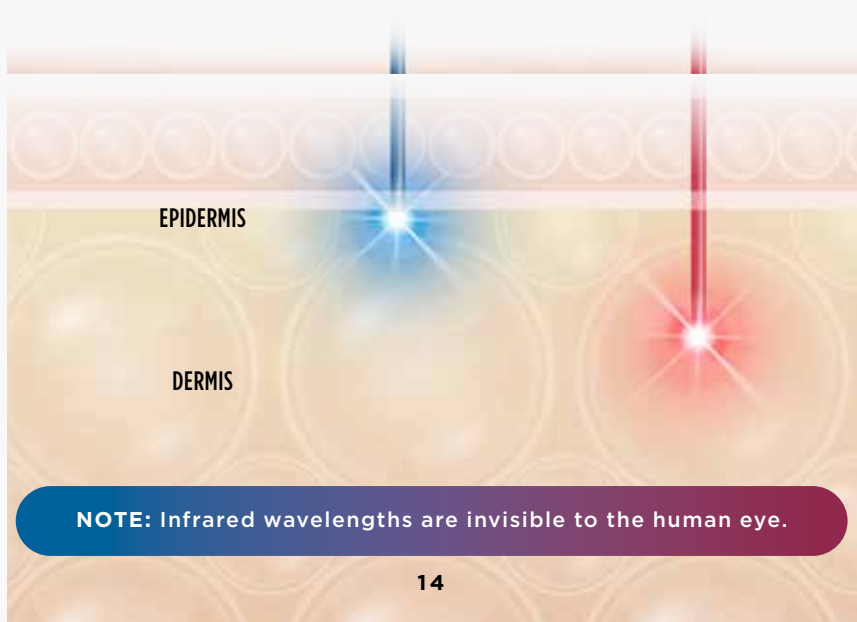 EPIDERMIS
DERMIS
NOTE: Infrared wavelengths are invisible to the human eye.
14